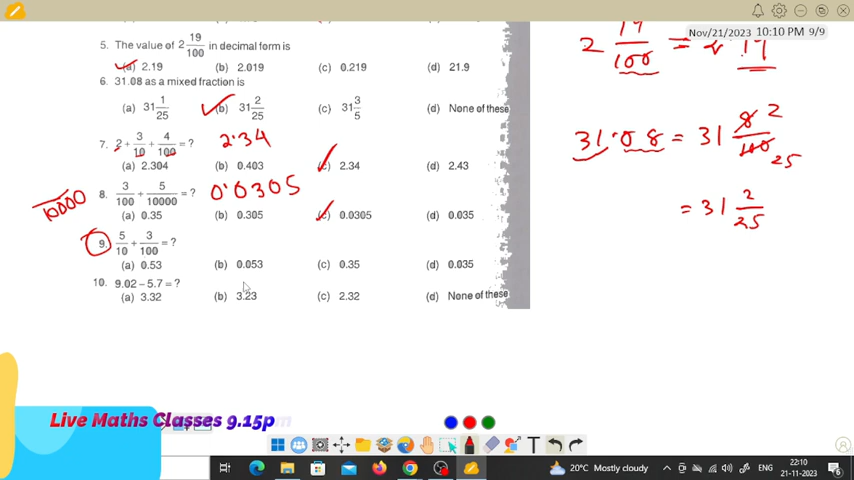 Nov/21/2023 10:10 PM 9/9
5. The value of 2 19/100 in decimal form is
(a) 2.19 (b) 2.019 (c) 0.219 (d) 21.9
6. 31.08 as a mixed fraction is
(a) 31 1/25 (b) 31 2/25 (c) 31 3/5 (d) None of these
7. 2 + 3/10 + 4/100 = ? 2.34
(a) 2.304 (b) 0.403 (c) 2.34 (d) 2.43
8. 3/100 + 5/10000 = ? 0.0305
10000
(a) 0.35 (b) 0.305 (c) 0.0305 (d) 0.035
9. 5/10 + 3/100 = ?
(a) 0.53 (b) 0.053 (c) 0.35 (d) 0.035
10. 9.02 – 5.7 = ?
(a) 3.32 (b) 3.23 (c) 2.32 (d) None of these
2 19/100 = 2.19
31.08 = 31 8/100 2 25
= 31 2/25
Live Maths Classes 9.15pm
T
20°C Mostly cloudy
ENG
22:10
21-11-2023
6